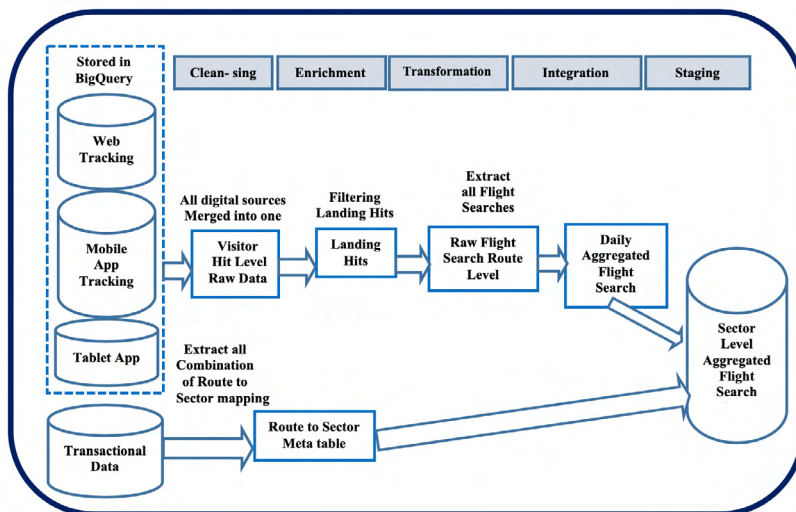 Stored in
BigQuery
Clean- sing
Enrichment
Transformation
Integration
Staging
Web
Tracking
Mobile
App
Tracking
Tablet App
All digital sources
Merged into one
Visitor
Hit Level
Raw Data
Filtering
Landing Hits
Landing
Hits
Extract
all Flight
Searches
Raw Flight
Search Route
Level
Daily
Aggregated
Flight
Search
Sector
Level
Aggregated
Flight
Search
Extract all
Combination
of Route to
Sector mapping
Transactional
Data
Route to Sector
Meta table